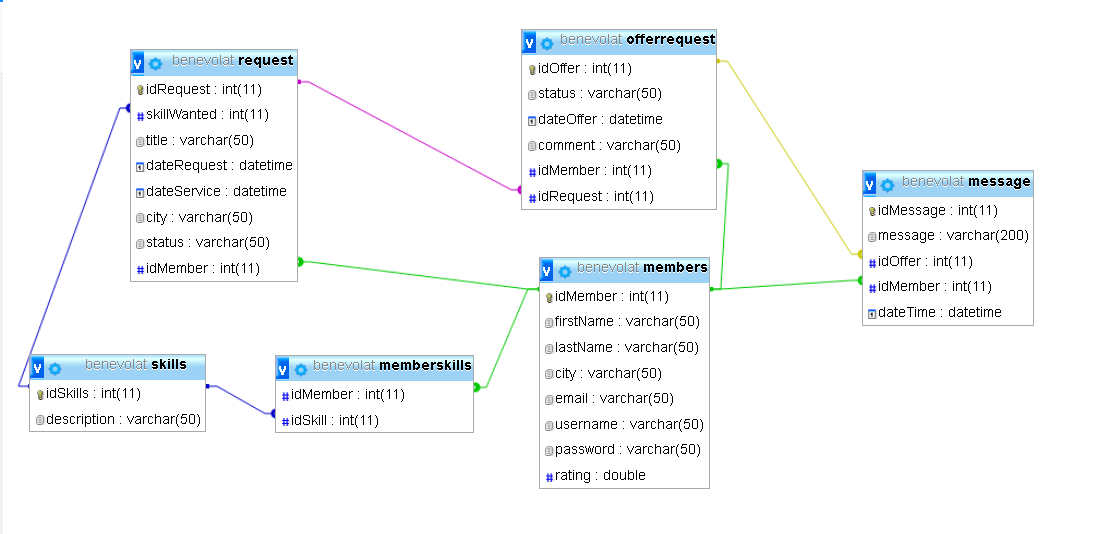 benevolat request
idRequest : int(11)
skillWanted : int(11)
title : varchar(50)
dateRequest : datetime
dateService : datetime
city : varchar(50)
status : varchar(50)
idMember : int(11)
benevolat offerrequest
idOffer : int(11)
status : varchar(50)
dateOffer : datetime
comment : varchar(50)
idMember : int(11)
idRequest : int(11)
benevolat message
idMessage : int(11)
message : varchar(200)
idOffer : int(11)
idMember : int(11)
dateTime : datetime
benevolat members
idMember : int(11)
firstName : varchar(50)
lastName : varchar(50)
city : varchar(50)
email : varchar(50)
username : varchar(50)
password : varchar(50)
rating : double
benevolat skills
idSkills : int(11)
description : varchar(50)
benevolat memberskills
idMember : int(11)
idSkill : int(11)